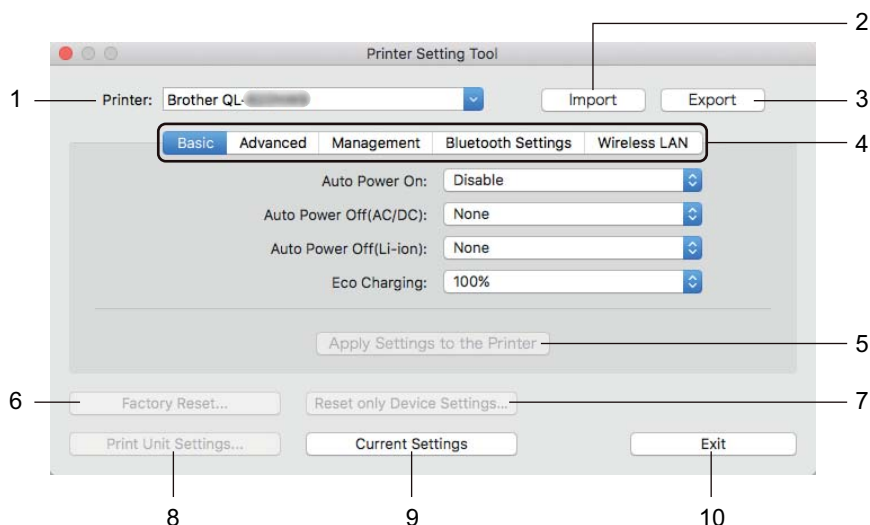 2
Printer Setting Tool
1
Printer:
Brother QL-
Import
Export
3
Basic
Advanced
Management
Bluetooth Settings
Wireless LAN
4
Auto Power On:
Disable
Auto Power Off(AC/DC):
None
Auto Power Off(Li-ion):
None
Eco Charging:
100%
Apply Settings to the Printer
5
6
Factory Reset...
Reset only Device Settings...
7
Print Unit Settings...
Current Settings
Exit
8
9
10